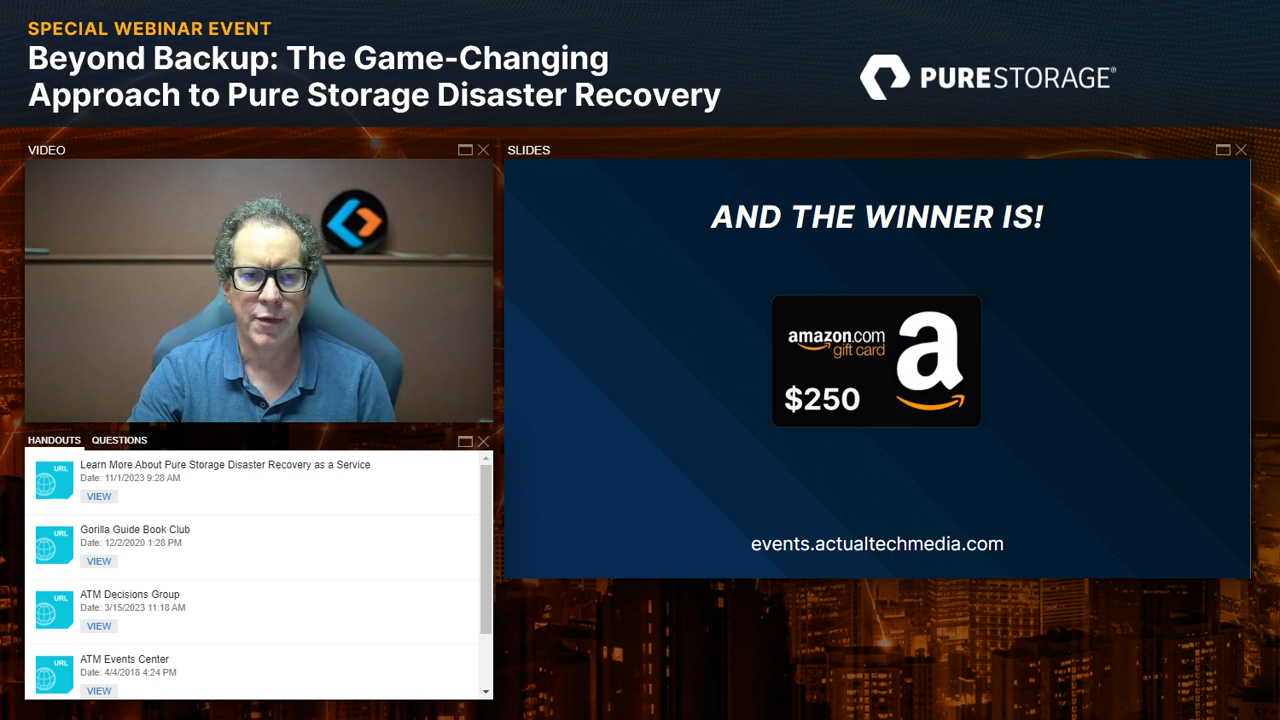 SPECIAL WEBINAR EVENT
Beyond Backup: The Game-Changing
Approach to Pure Storage Disaster Recovery
PURESTORAGE®
VIDEO
SLIDES
AND THE WINNER IS!
amazon.com
gift card
a
$250
events.actualtechmedia.com
HANDOUTS QUESTIONS
URL
Learn More About Pure Storage Disaster Recovery as a Service
Date: 11/1/2023 9:28 AM
VIEW
URL
Gorilla Guide Book Club
Date: 12/2/2020 1:28 PM
VIEW
URL
ATM Decisions Group
Date: 3/15/2023 11:18 AM
VIEW
URL
ATM Events Center
Date: 4/4/2018 4:24 PM
VIEW